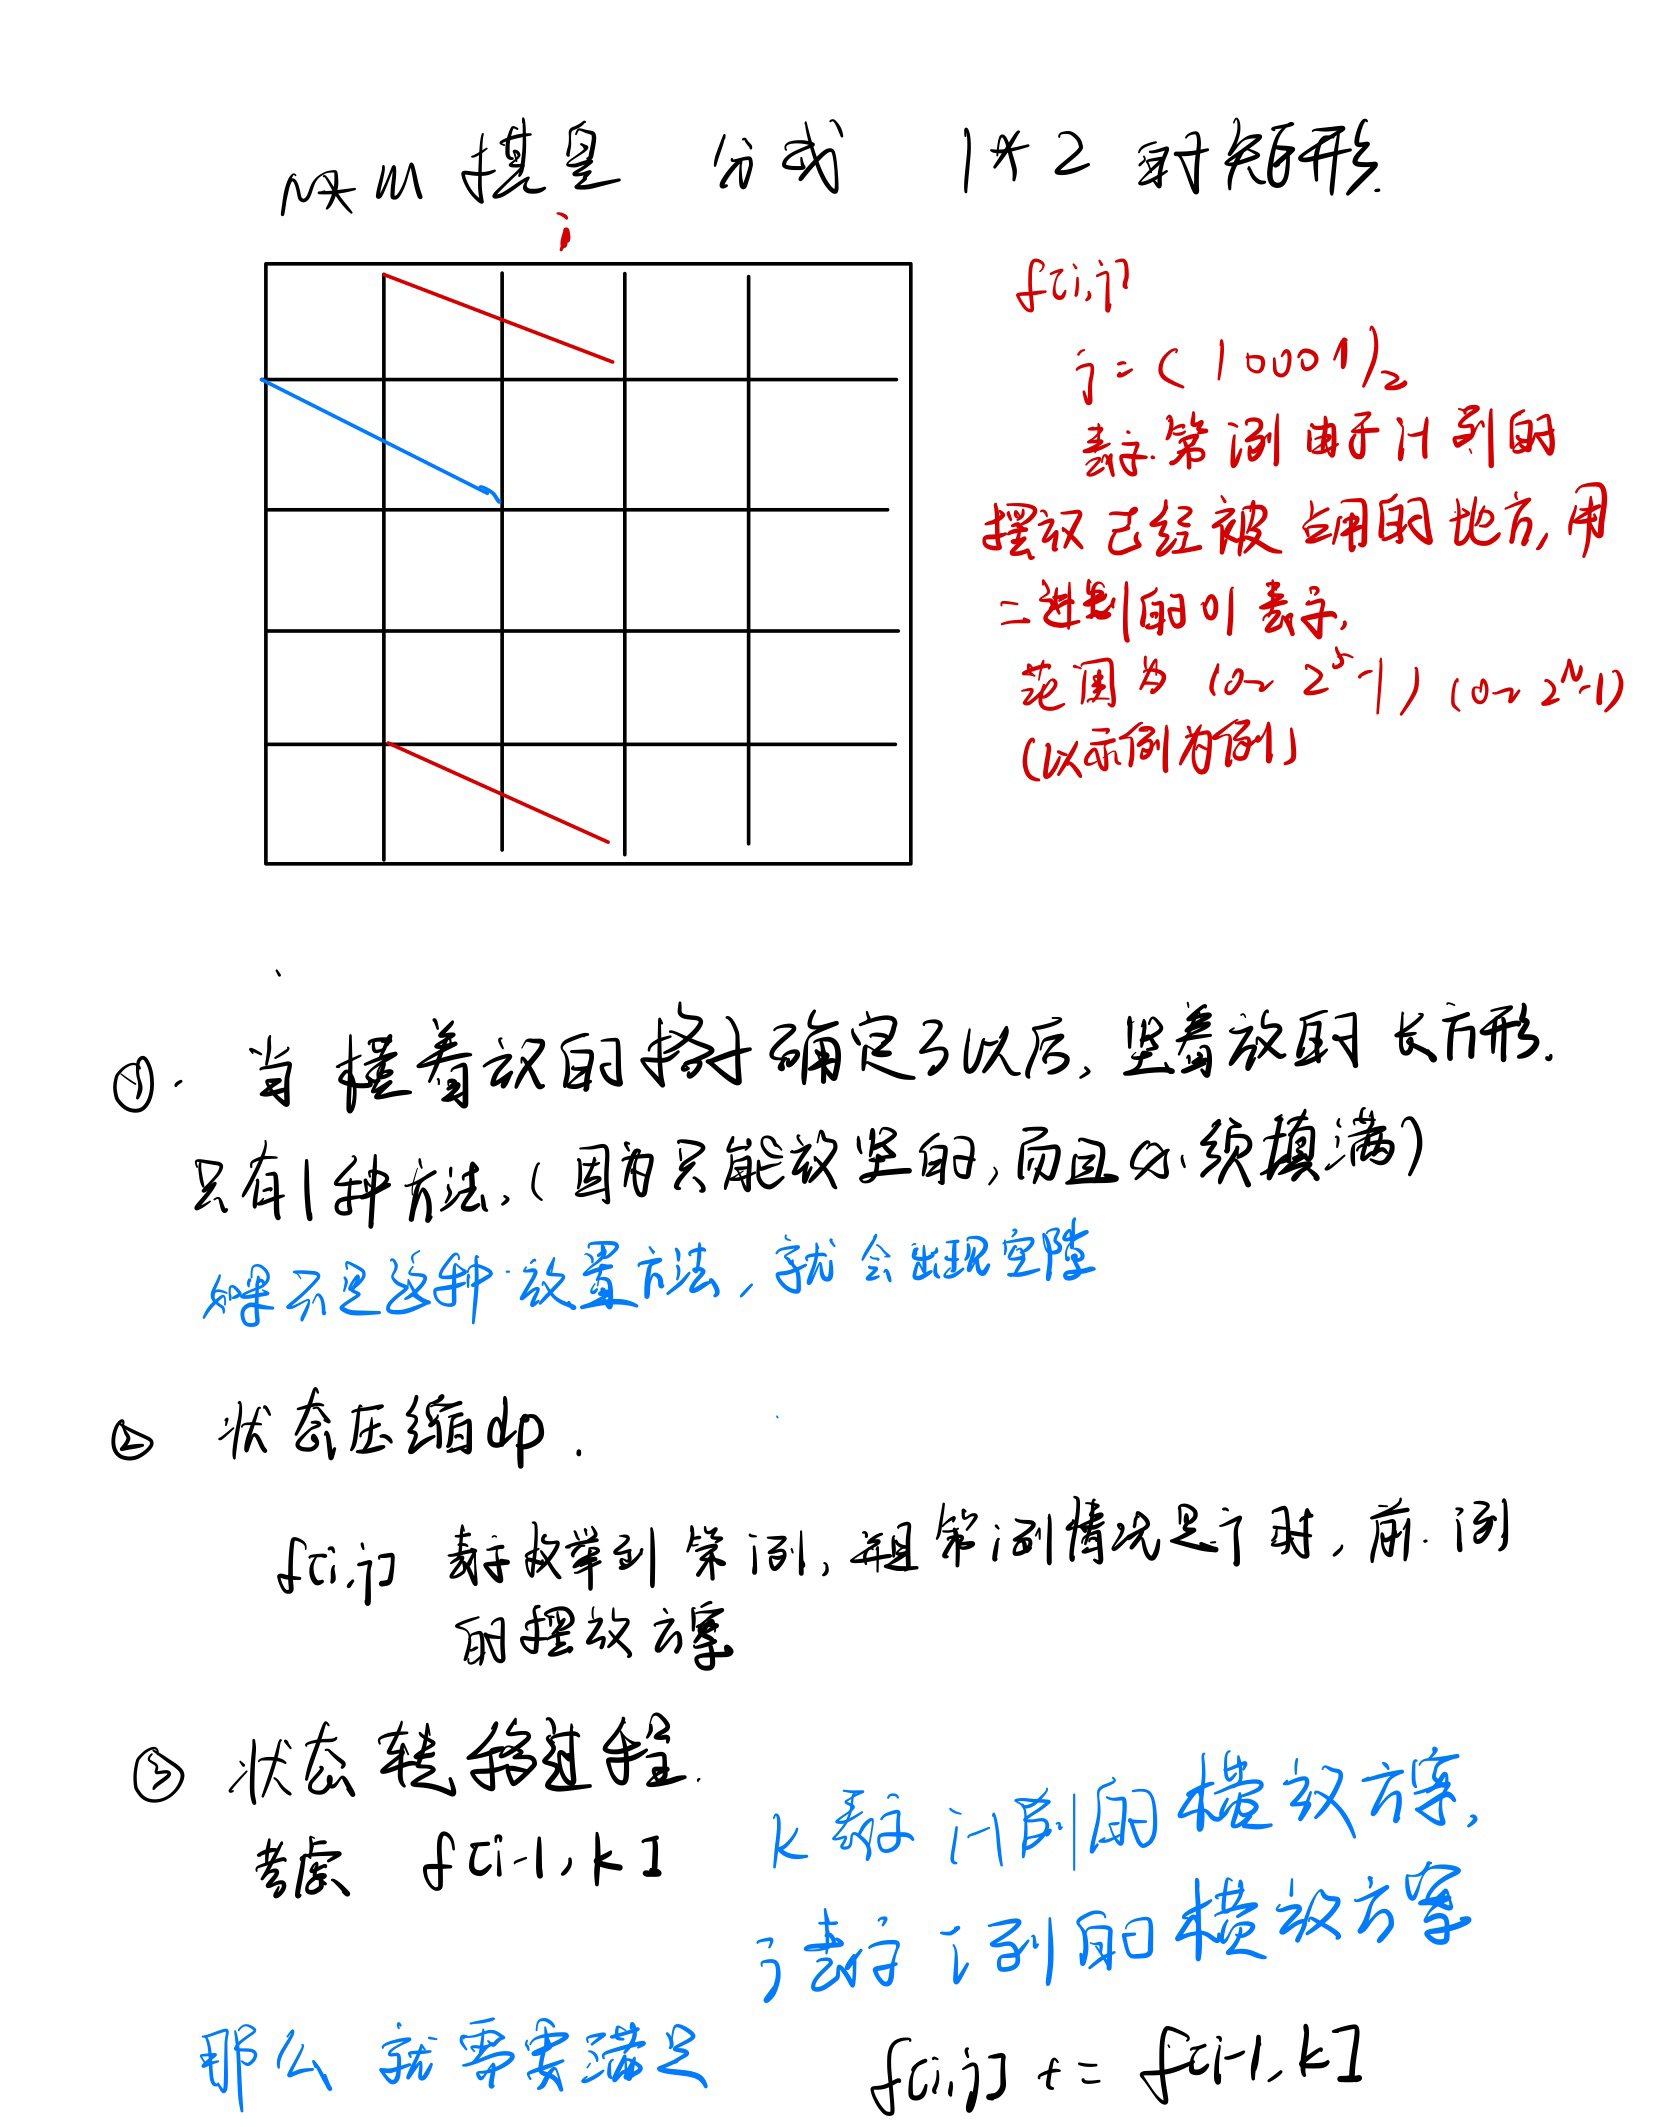 N*M 棋盘 分成 1*2 的矩形.
i
f[i,j]
j=(10001)₂
表示第i列由于i-1列的
摆放已经被占用的地方,用
二进制的01表示,
范围为(0~2⁵-1)(0~2ᴺ-1)
(以示例为例)
①. 当横着放的格子确定了以后,竖着放的长方形.
只有1种方法.(因为只能放竖的,而且必须填满)
如果不是这种放置方法,就会出现空隙
② 状态压缩dp.
f[i,j] 表示枚举到第i列,并且第i列情况是j时,前i列
的摆放方案
③ 状态转移过程.
考虑 f[i-1,k]
k表示i-1列的横放方案,
j表示i列的横放方案
那么就需要满足 f[i,j] += f[i-1,k]